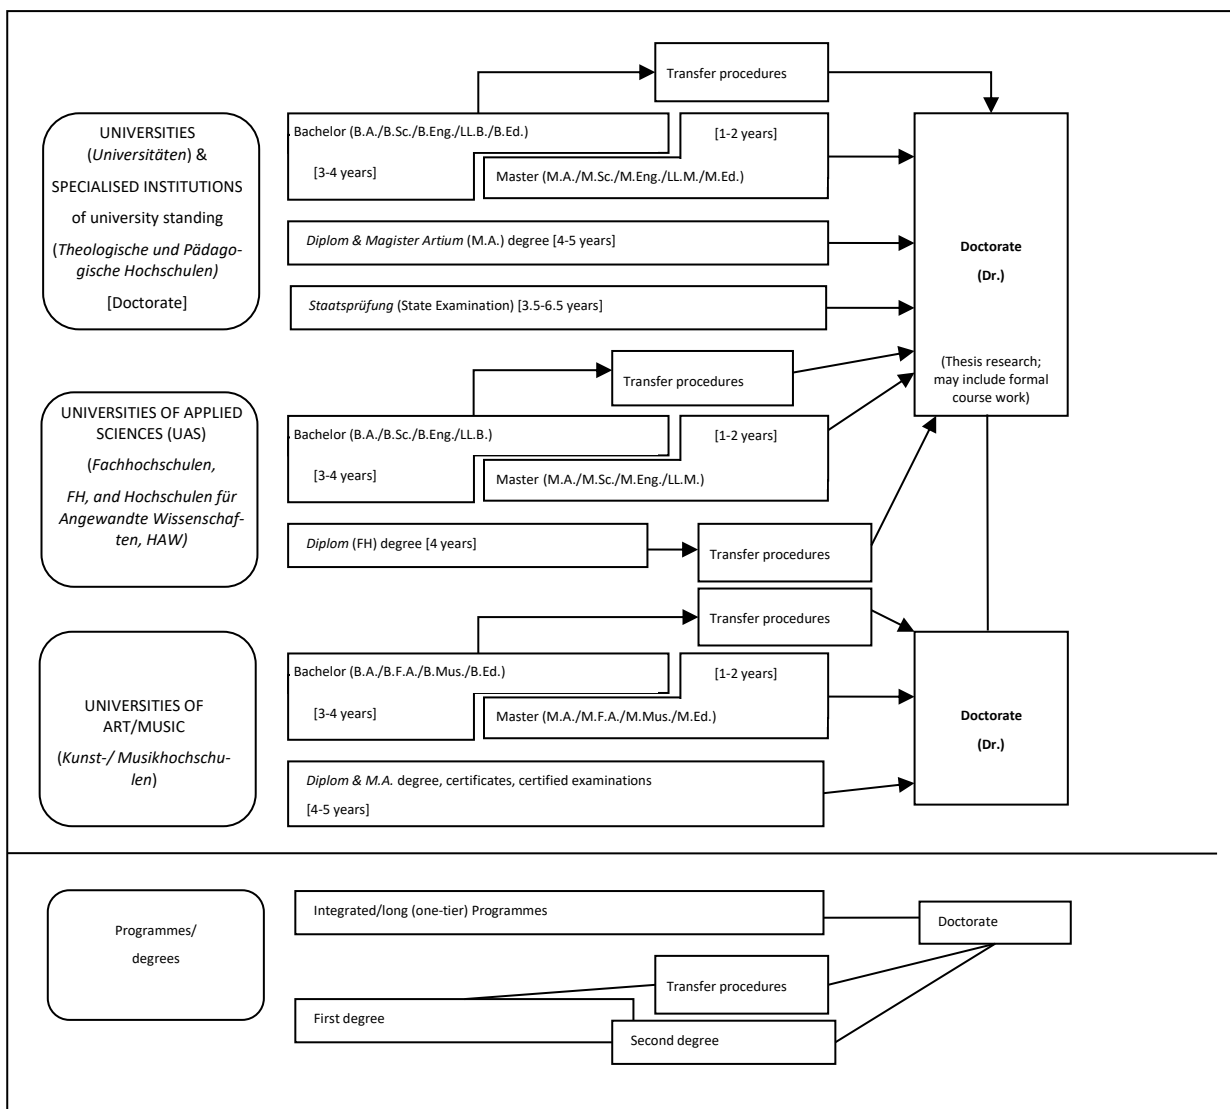 Transfer procedures
UNIVERSITIES
(Universitäten) &
SPECIALISED INSTITUTIONS
of university standing
(Theologische und Pädago-
gische Hochschulen)
[Doctorate]
Bachelor (B.A./B.Sc./B.Eng./LL.B./B.Ed.)
[3-4 years]
[1-2 years]
Master (M.A./M.Sc./M.Eng./LL.M./M.Ed.)
Diplom & Magister Artium (M.A.) degree [4-5 years]
Staatsprüfung (State Examination) [3.5-6.5 years]
Doctorate
(Dr.)
(Thesis research;
may include formal
course work)
Transfer procedures
UNIVERSITIES OF APPLIED
SCIENCES (UAS)
(Fachhochschulen,
FH, and Hochschulen für
Angewandte Wissenschaf-
ten, HAW)
Bachelor (B.A./B.Sc./B.Eng./LL.B.)
[3-4 years]
[1-2 years]
Master (M.A./M.Sc./M.Eng./LL.M.)
Diplom (FH) degree [4 years]
Transfer procedures
Transfer procedures
UNIVERSITIES OF
ART/MUSIC
(Kunst-/ Musikhochschu-
len)
Bachelor (B.A./B.F.A./B.Mus./B.Ed.)
[3-4 years]
[1-2 years]
Master (M.A./M.F.A./M.Mus./M.Ed.)
Diplom & M.A. degree, certificates, certified examinations
[4-5 years]
Doctorate
(Dr.)
Programmes/
degrees
Integrated/long (one-tier) Programmes
Doctorate
Transfer procedures
First degree
Second degree